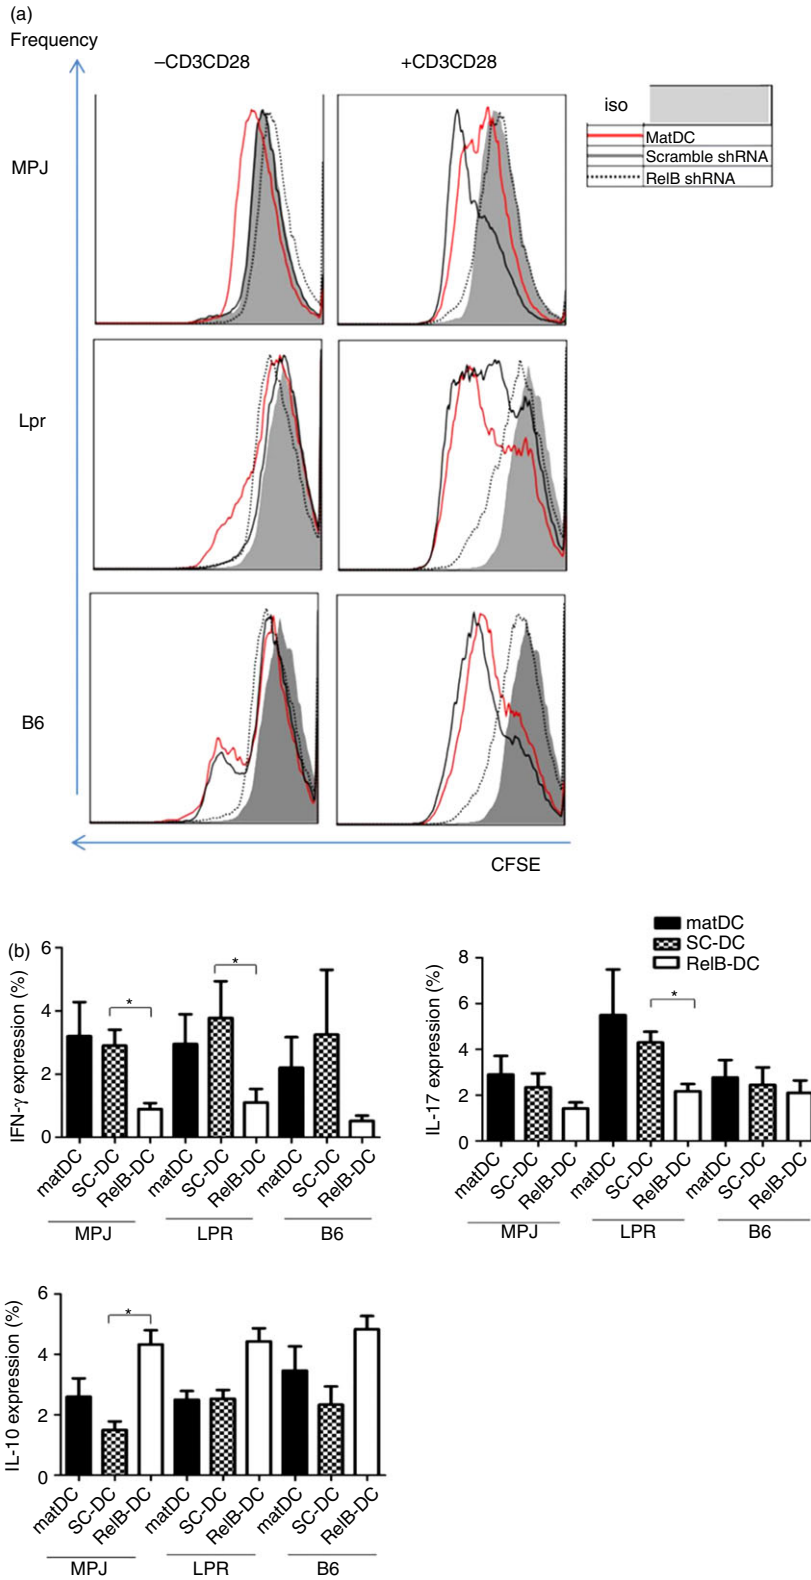 (a)
Frequency
–CD3CD28
+CD3CD28
iso
MatDC
Scramble shRNA
RelB shRNA
MPJ
Lpr
B6
CFSE
(b)
IFN-γ expression (%)
6
4
2
0
*
*
matDC
SC-DC
RelB-DC
matDC
SC-DC
RelB-DC
matDC
SC-DC
RelB-DC
MPJ
LPR
B6
matDC
SC-DC
RelB-DC
IL-17 expression (%)
8
6
4
2
0
*
matDC
SC-DC
RelB-DC
matDC
SC-DC
RelB-DC
matDC
SC-DC
RelB-DC
MPJ
LPR
B6
IL-10 expression (%)
6
4
2
0
*
matDC
SC-DC
RelB-DC
matDC
SC-DC
RelB-DC
matDC
SC-DC
RelB-DC
MPJ
LPR
B6